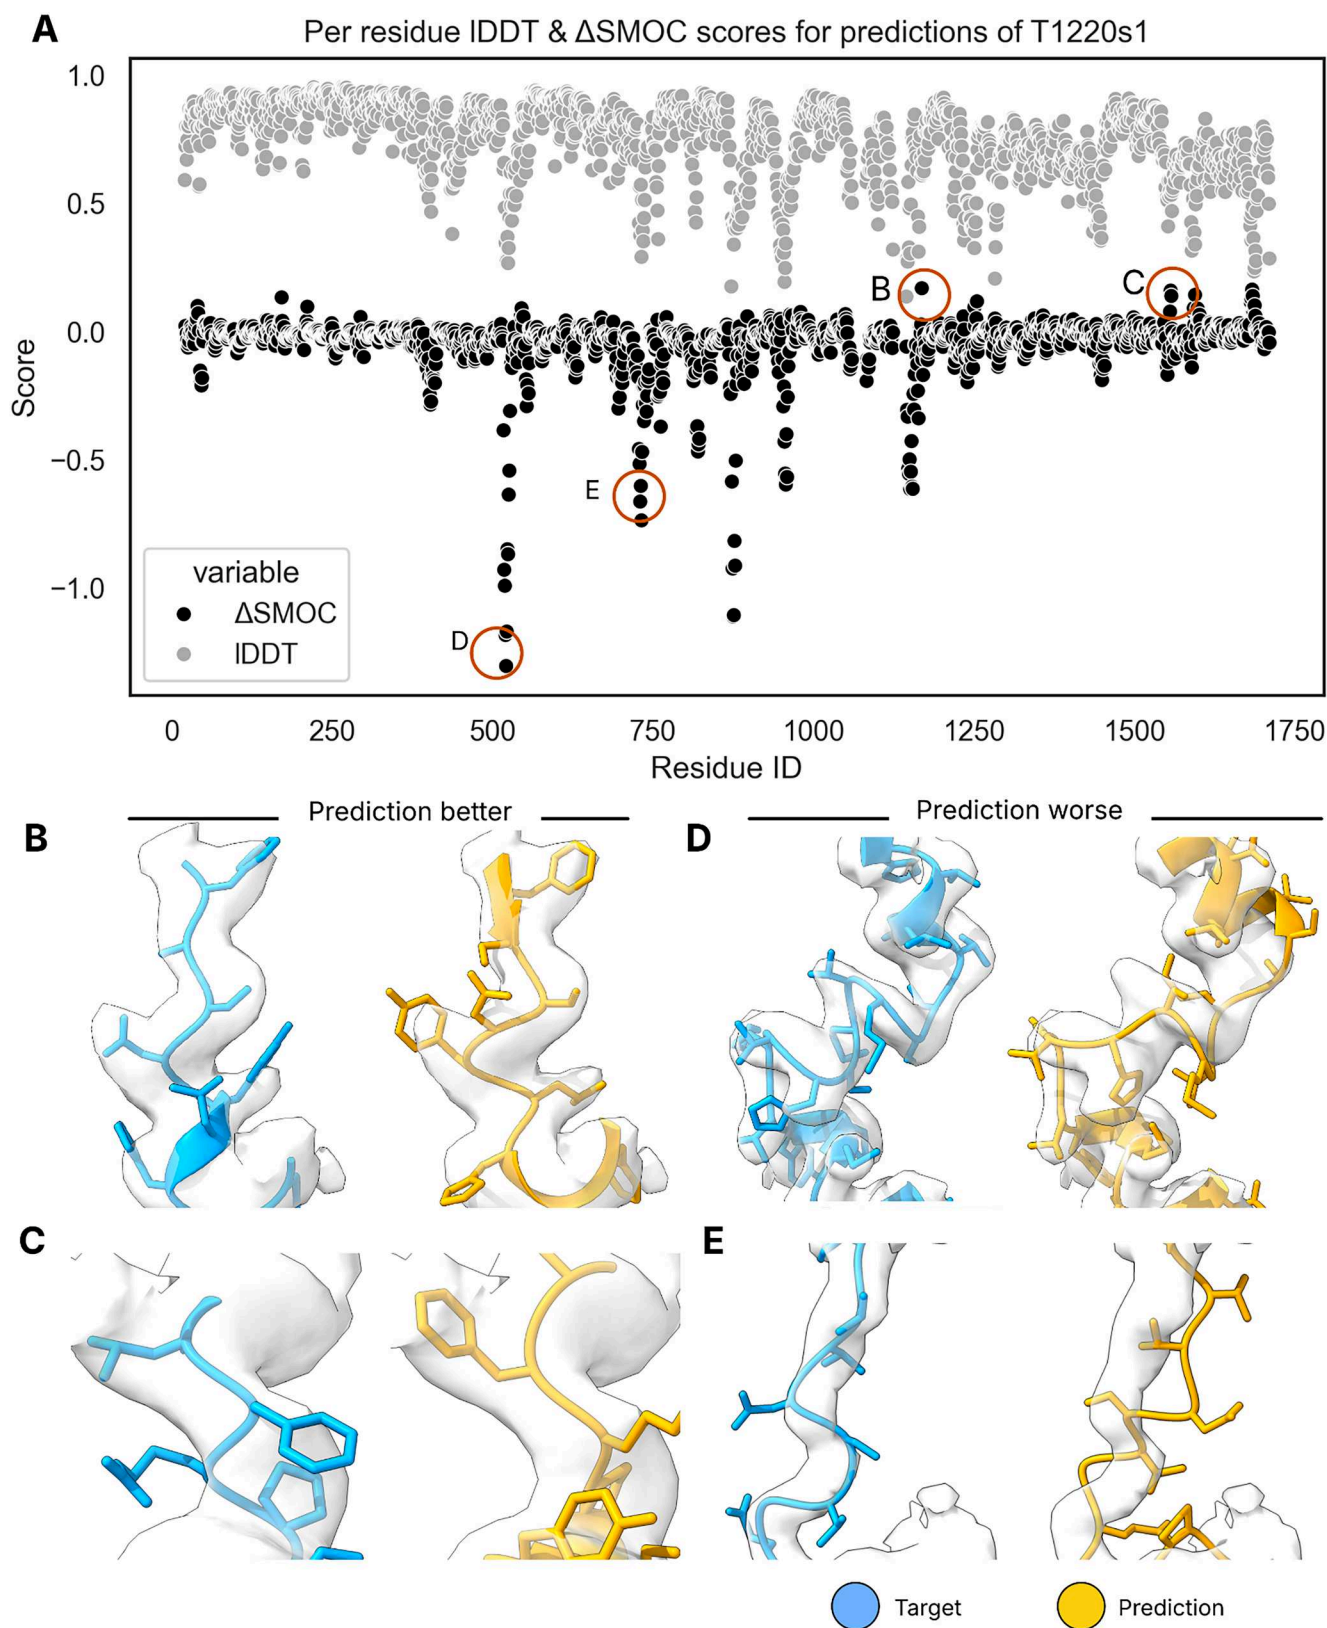 A
Per residue lDDT & ΔSMOC scores for predictions of T1220s1
1.0
0.5
0.0
−0.5
−1.0
Score
B
C
E
D
variable
ΔSMOC
lDDT
0 250 500 750 1000 1250 1500 1750
Residue ID
Prediction better
Prediction worse
B
D
C
E
Target
Prediction